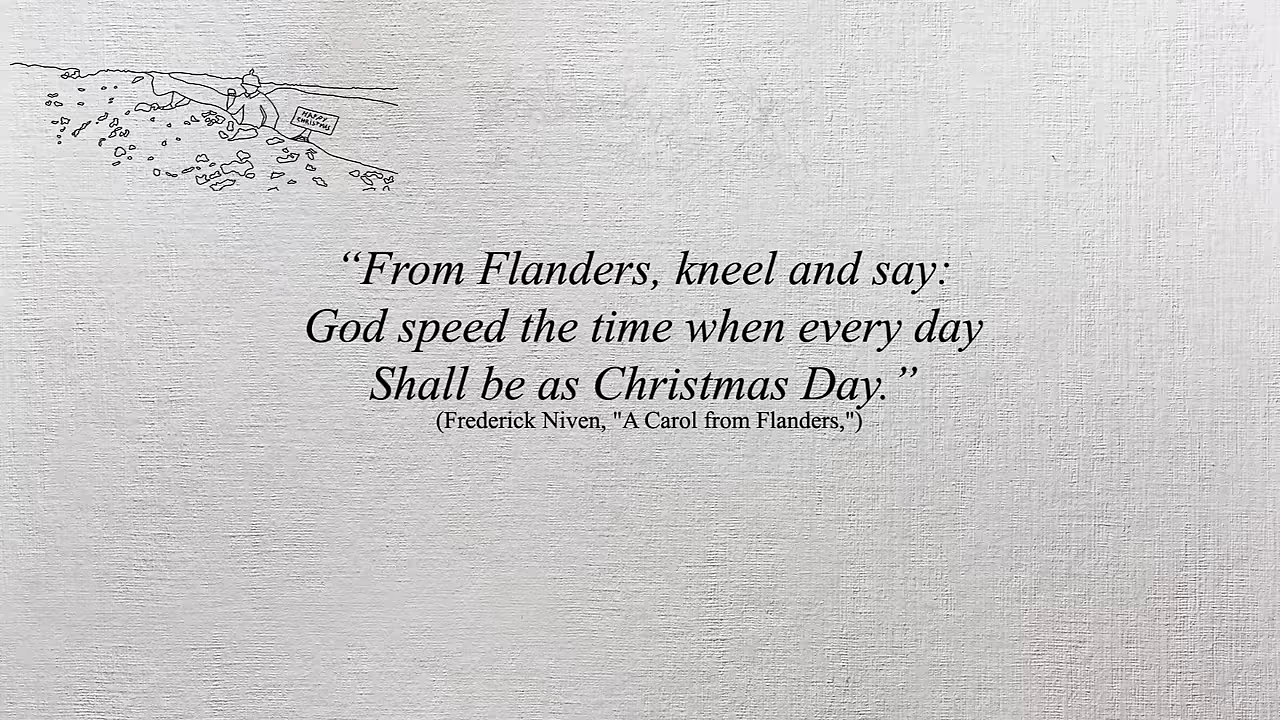 HAPPY
CHRISTMAS
“From Flanders, kneel and say:
God speed the time when every day
Shall be as Christmas Day.”
(Frederick Niven, "A Carol from Flanders,")